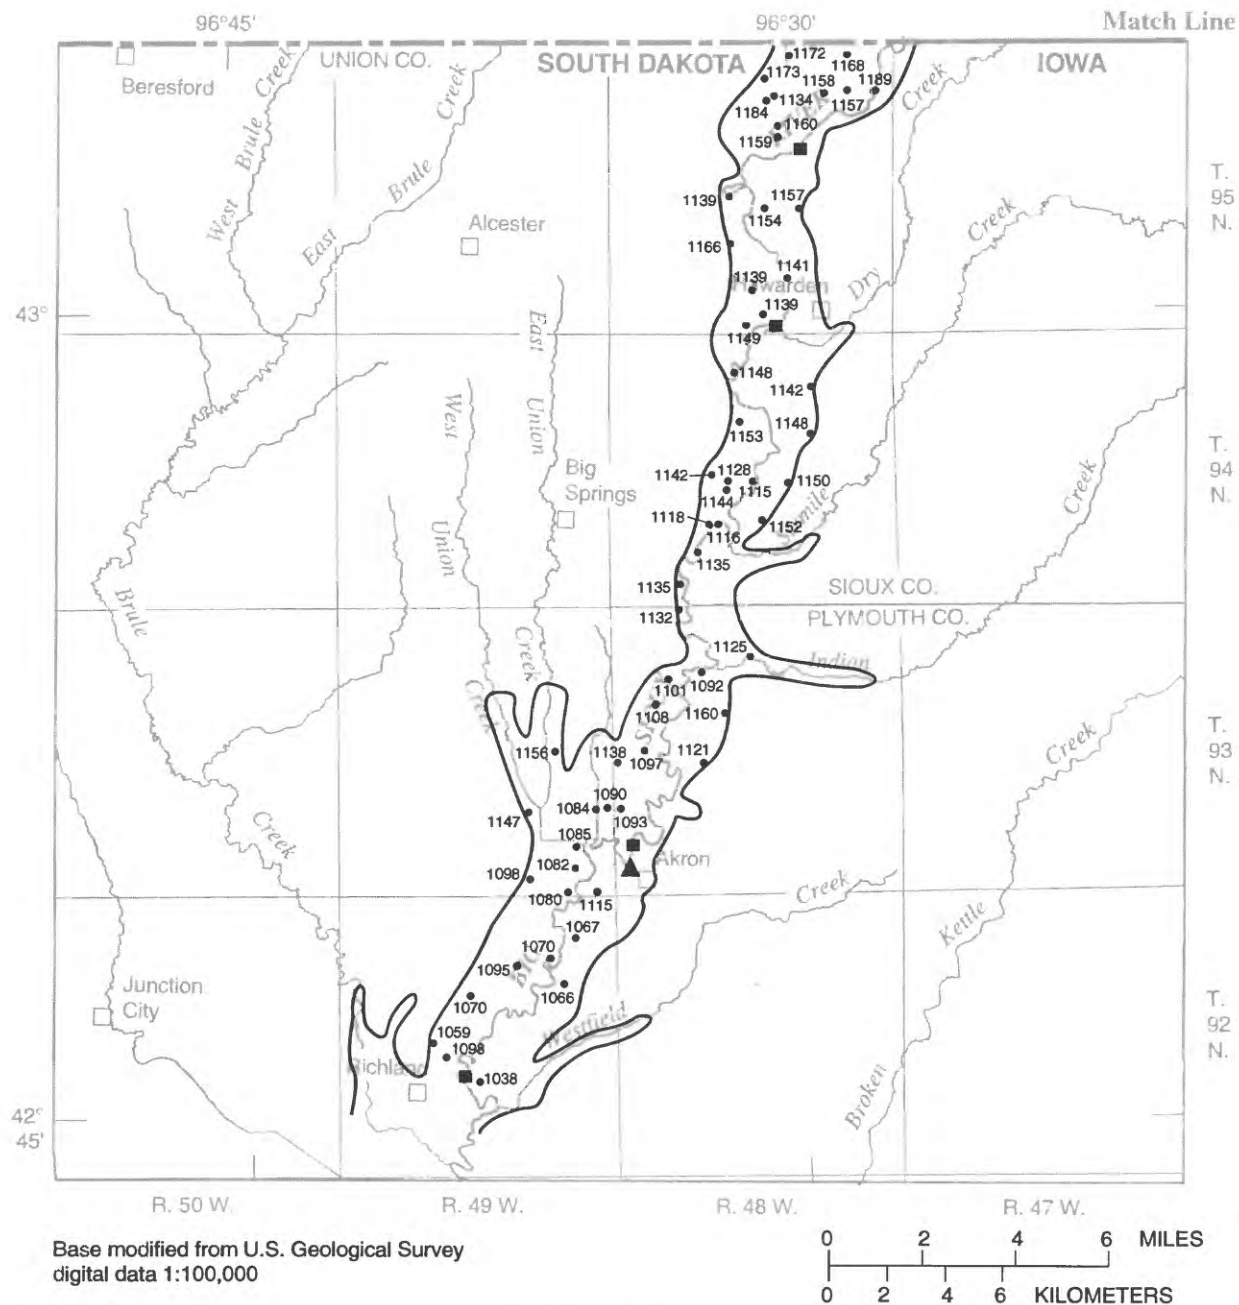 96°45'
96°30'
Match Line
UNION CO.
SOUTH DAKOTA
IOWA
Beresford
West Brule Creek
East Brule Creek
Creek
1172
1168
1173
1158
1189
1184
1134
1157
1160
1159
RIVER
T.
95
N.
1139
1154
1157
Alcester
Creek
1166
1141
1139
Hawarden
Dry
43°
1139
1149
East
Union
Creek
1148
1142
West
Union
Creek
1153
1148
T.
94
N.
Big
Springs
1142
1128
1144
1115
1150
Creek
1118
1116
1152
1135
1135
SIOUX CO.
Brule
1132
PLYMOUTH CO.
1125
Indian
1101
1092
1108
1160
T.
93
N.
1156
1138
1097
1121
Creek
1090
1084
1093
1147
Creek
1085
Akron
1082
1098
Creek
1080
1115
Kettle
1067
1070
1095
BIG
Junction
City
1070
1066
T.
92
N.
Westfield
1059
1098
Richland
1038
Broken
42°
45'
R. 50 W.
R. 49 W.
R. 48 W.
R. 47 W.
Base modified from U.S. Geological Survey
digital data 1:100,000
0 2 4 6 MILES
0 2 4 6 KILOMETERS